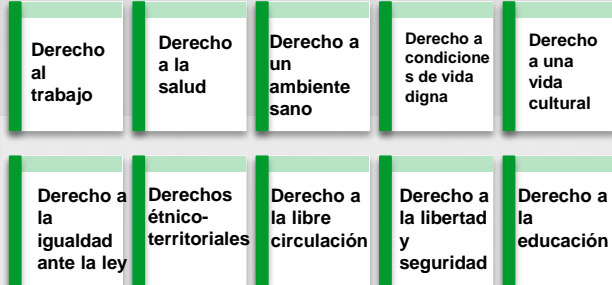 Derecho
al
trabajo
Derecho
a la
salud
Derecho a
un
ambiente
sano
Derecho a
condicione
s de vida
digna
Derecho
a una
vida
cultural
Derecho a
la
igualdad
ante la ley
Derechos
étnico-
territoriales
Derecho a
la libre
circulación
Derecho a
la libertad
y
seguridad
Derecho a
la
educación